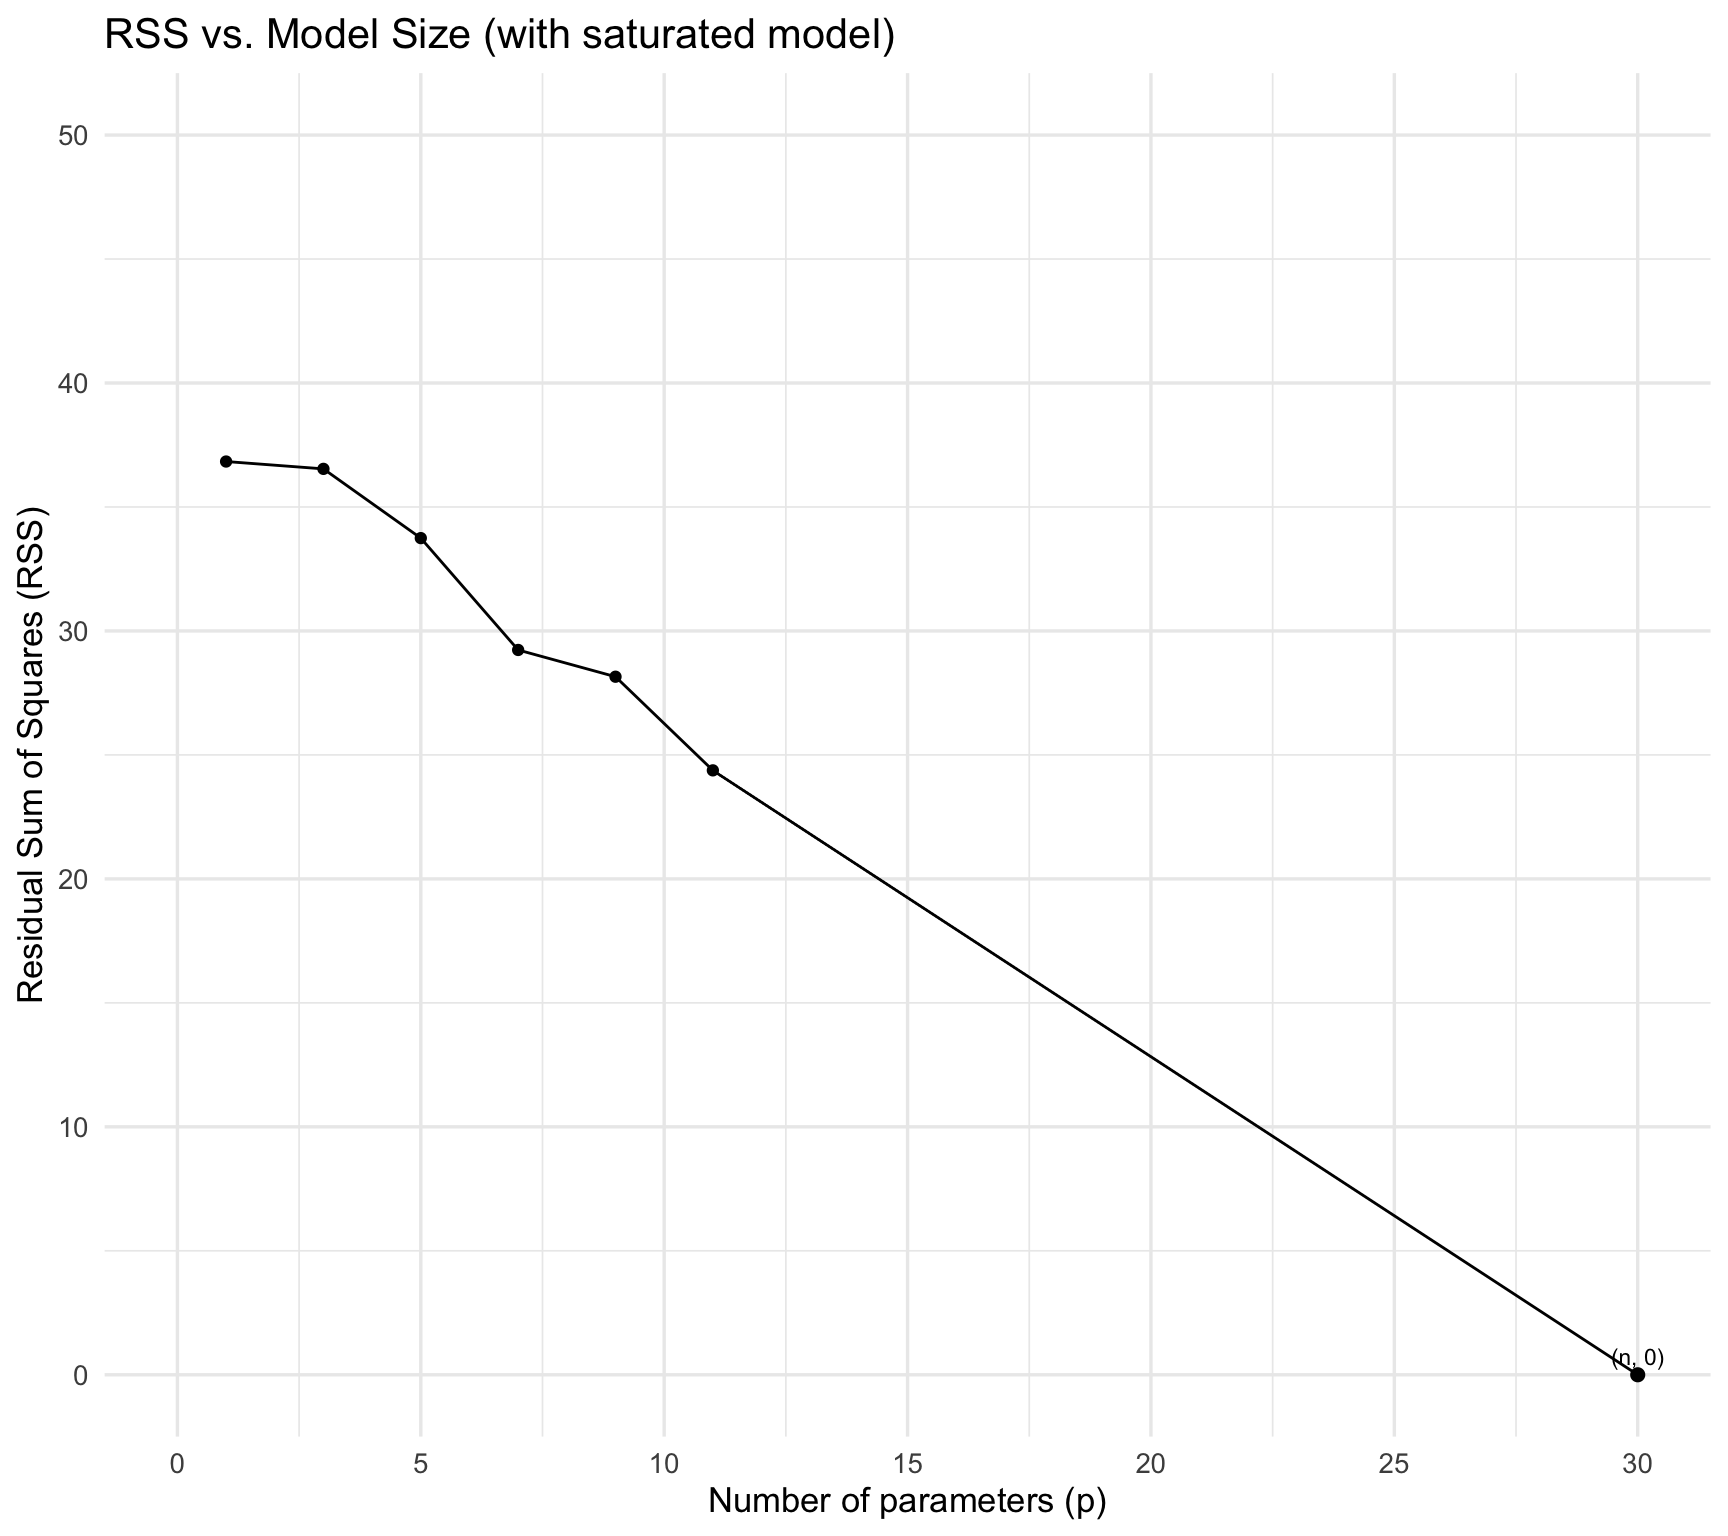 RSS vs. Model Size (with saturated model)
Residual Sum of Squares (RSS)
50
40
30
20
10
0
(n, 0)
0 5 10 15 20 25 30
Number of parameters (p)